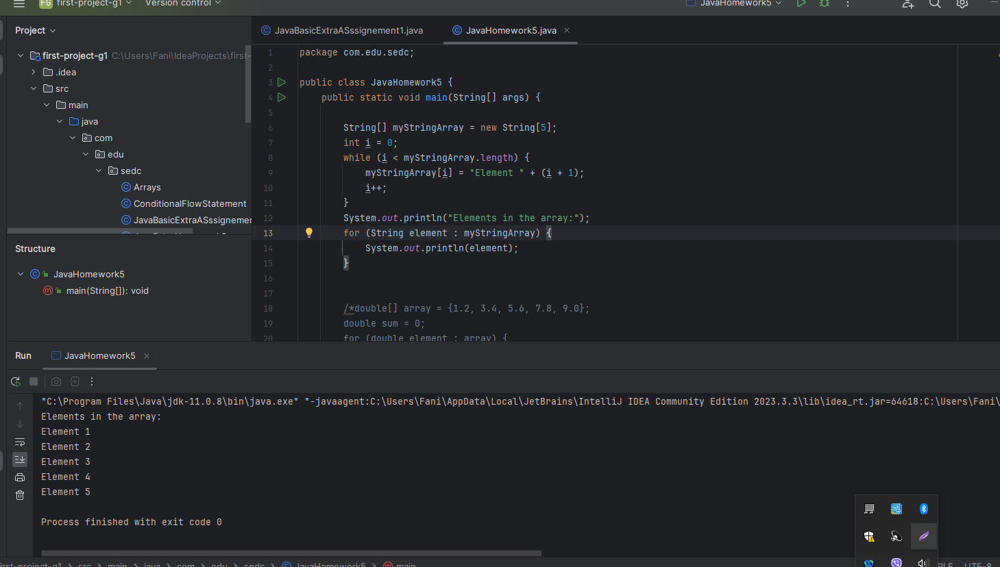 FG first-project-g1 Version control JavaHomework5
Project
first-project-g1 C:\Users\Fani\IdeaProjects\first-
.idea
src
main
java
com
edu
sedc
Arrays
ConditionalFlowStatement
JavaBasicExtraASssignemen
Structure
JavaHomework5
main(String[]): void
JavaBasicExtraASssignement1.java JavaHomework5.java
1 package com.edu.sedc;
2
3 public class JavaHomework5 {
4 public static void main(String[] args) {
5
6 String[] myStringArray = new String[5];
7 int i = 0;
8 while (i < myStringArray.length) {
9 myStringArray[i] = "Element " + (i + 1);
10 i++;
11 }
12 System.out.println("Elements in the array:");
13 for (String element : myStringArray) {
14 System.out.println(element);
15 }
16
17
18 /*double[] array = {1.2, 3.4, 5.6, 7.8, 9.0};
19 double sum = 0;
20 for (double element : array) {
Run JavaHomework5
"C:\Program Files\Java\jdk-11.0.8\bin\java.exe" "-javaagent:C:\Users\Fani\AppData\Local\JetBrains\IntelliJ IDEA Community Edition 2023.3.3\lib\idea_rt.jar=64618:C:\Users\Fani\
Elements in the array:
Element 1
Element 2
Element 3
Element 4
Element 5
Process finished with exit code 0
irst-project-g1 > src > main > java > com > edu > sedc > JavaHomework5 > main RLF UTF-8